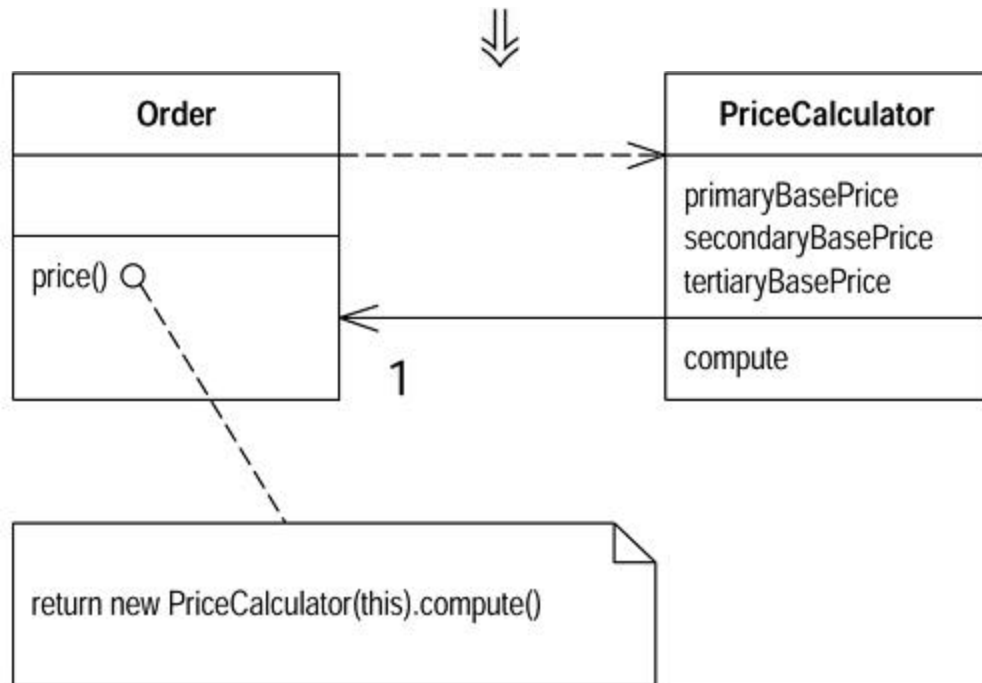 Order
PriceCalculator
primaryBasePrice
secondaryBasePrice
tertiaryBasePrice
price()
1
compute
return new PriceCalculator(this).compute()